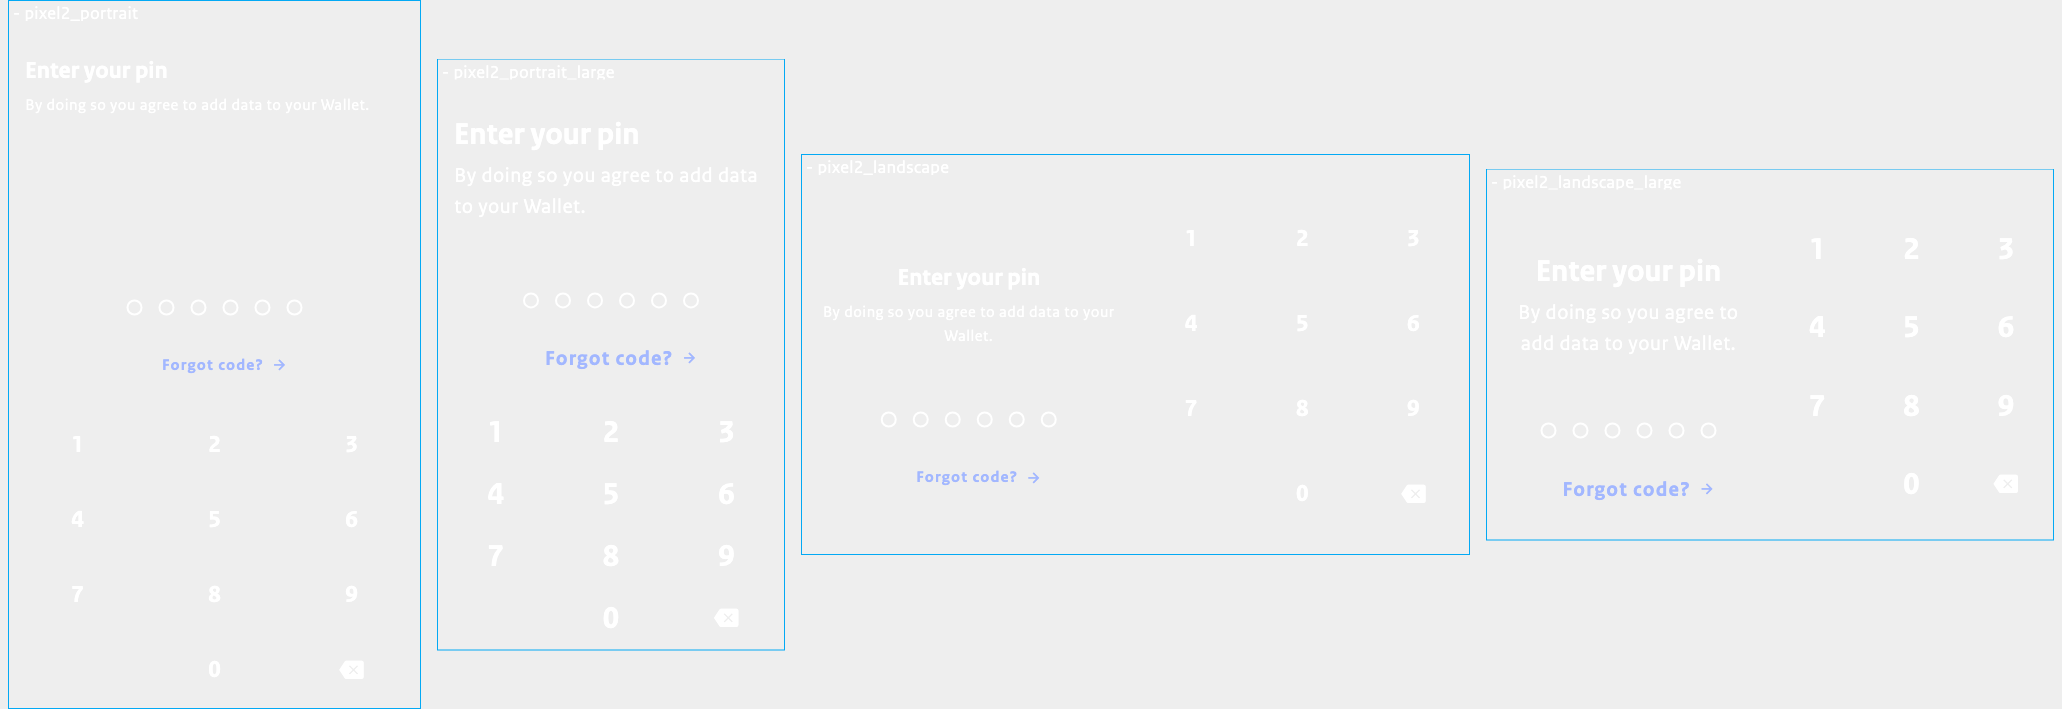 - pixel2_portrait
Enter your pin
By doing so you agree to add data to your Wallet.
Forgot code?
1 2 3
4 5 6
7 8 9
0
- pixel2_portrait_large
Enter your pin
By doing so you agree to add data
to your Wallet.
Forgot code?
1 2 3
4 5 6
7 8 9
0
- pixel2_landscape
Enter your pin
By doing so you agree to add data to your
Wallet.
Forgot code?
1 2 3
4 5 6
7 8 9
0
- pixel2_landscape_large
Enter your pin
By doing so you agree to
add data to your Wallet.
Forgot code?
1 2 3
4 5 6
7 8 9
0